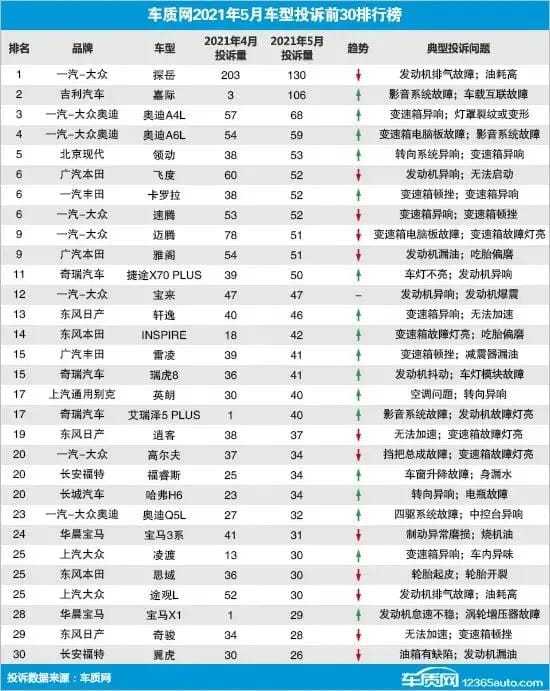 车质网2021年5月车型投诉前30排行榜
排名 品牌 车型 2021年4月投诉量 2021年5月投诉量 趋势 典型投诉问题
1 一汽-大众 探岳 203 130 ↓ 发动机排气故障；油耗高
2 吉利汽车 嘉际 3 106 ↑ 影音系统故障；车载互联故障
3 一汽-大众奥迪 奥迪A4L 57 68 ↑ 变速箱异响；灯罩裂纹或变形
4 一汽-大众奥迪 奥迪A6L 54 59 ↑ 变速箱电脑板故障；影音系统故障
5 北京现代 领动 38 53 ↑ 转向系统异响；变速箱异响
6 广汽本田 飞度 60 52 ↓ 发动机异响；无法启动
6 一汽丰田 卡罗拉 38 52 ↑ 变速箱顿挫；变速箱异响
6 一汽-大众 速腾 53 52 ↓ 变速箱异响；变速箱顿挫
9 一汽-大众 迈腾 78 51 ↓ 变速箱电脑板故障；变速箱故障灯亮
9 广汽本田 雅阁 54 51 ↓ 发动机漏油；吃胎偏磨
11 奇瑞汽车 捷途X70 PLUS 39 50 ↑ 车灯不亮；发动机异响
12 一汽-大众 宝来 47 47 – 发动机异响；发动机爆震
13 东风日产 轩逸 40 46 ↑ 变速箱异响；无法加速
14 东风本田 INSPIRE 18 42 ↑ 变速箱故障灯亮；吃胎偏磨
15 广汽丰田 雷凌 39 41 ↑ 变速箱顿挫；减震器漏油
15 奇瑞汽车 瑞虎8 36 41 ↑ 发动机抖动；车灯模块故障
17 上汽通用别克 英朗 30 40 ↑ 空调问题；转向异响
17 奇瑞汽车 艾瑞泽5 PLUS 1 40 ↑ 影音系统故障；发动机故障灯亮
19 东风日产 逍客 38 37 ↓ 无法加速；变速箱故障灯亮
20 一汽-大众 高尔夫 37 34 ↓ 挡把总成故障；变速箱故障灯亮
20 长安福特 福睿斯 25 34 ↑ 车窗升降故障；身漏水
20 长城汽车 哈弗H6 23 34 ↑ 转向异响；电瓶故障
23 一汽-大众奥迪 奥迪Q5L 27 32 ↑ 四驱系统故障；中控台异响
24 华晨宝马 宝马3系 41 31 ↓ 制动异常磨损；烧机油
25 上汽大众 凌渡 13 30 ↑ 变速箱异响；车内异味
25 东风本田 思域 36 30 ↓ 轮胎起皮；轮胎开裂
25 上汽大众 途观L 52 30 ↓ 发动机排气故障；油耗高
28 华晨宝马 宝马X1 1 29 ↑ 发动机怠速不稳；涡轮增压器故障
29 东风日产 奇骏 34 28 ↓ 无法加速；变速箱顿挫
30 长安福特 翼虎 30 26 ↓ 油箱有缺陷；发动机漏油
投诉数据来源：车质网 车质网 12365auto.com